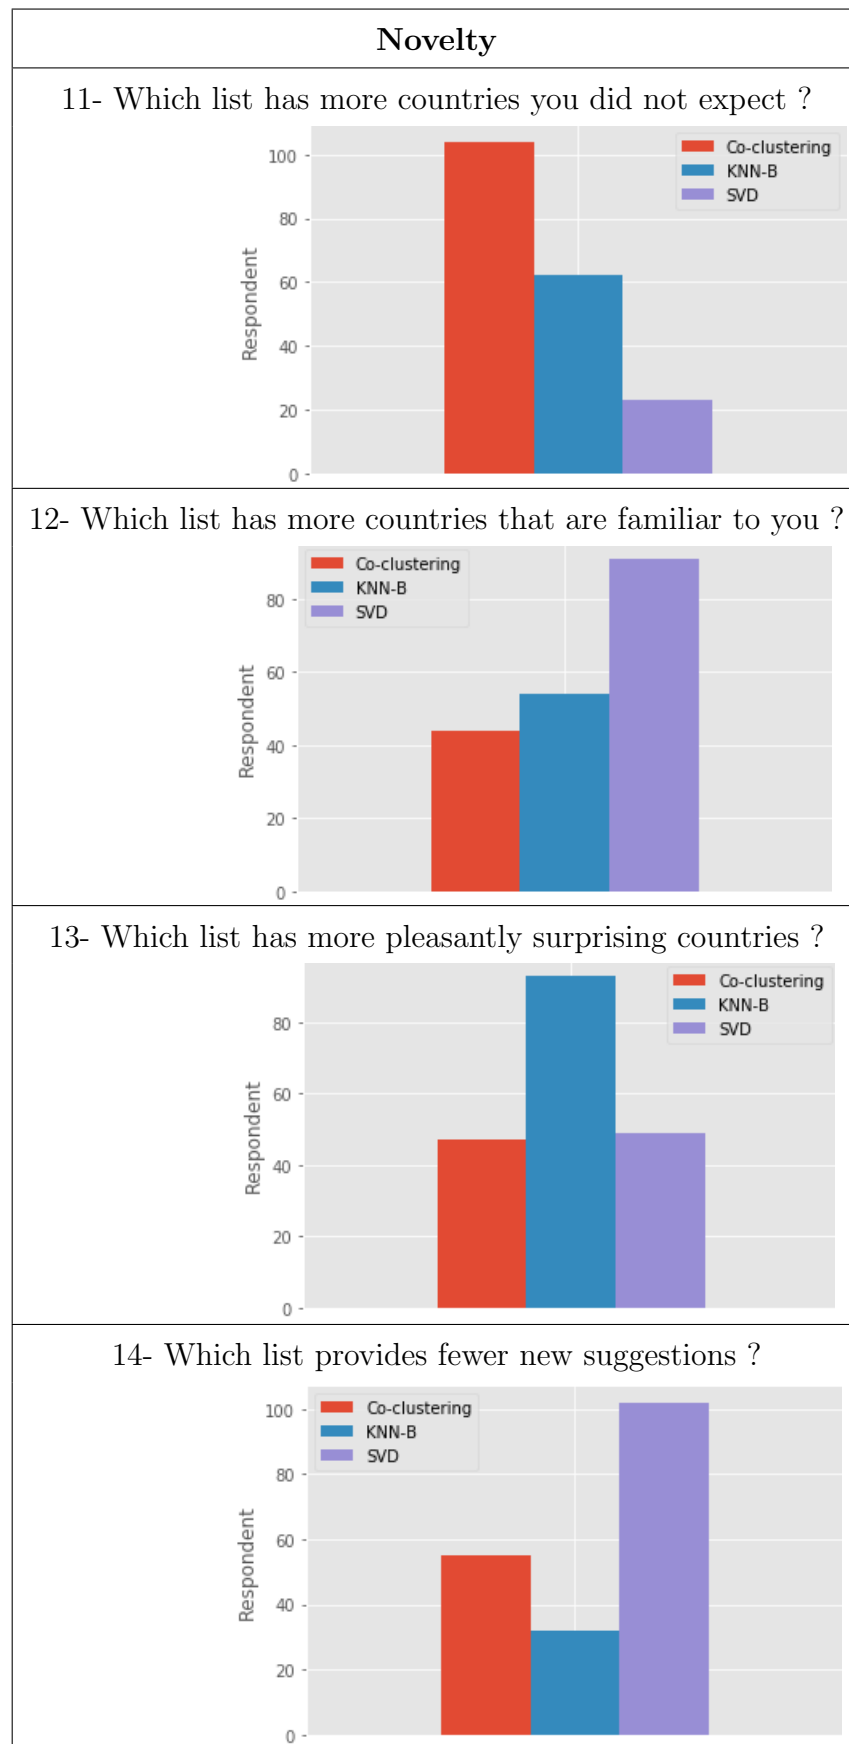 Novelty
11- Which list has more countries you did not expect ?
Co-clustering
KNN-B
SVD
100
80
60
40
20
0
Respondent
12- Which list has more countries that are familiar to you ?
Co-clustering
KNN-B
SVD
80
60
40
20
0
Respondent
13- Which list has more pleasantly surprising countries ?
Co-clustering
KNN-B
SVD
80
60
40
20
0
Respondent
14- Which list provides fewer new suggestions ?
Co-clustering
KNN-B
SVD
100
80
60
40
20
0
Respondent